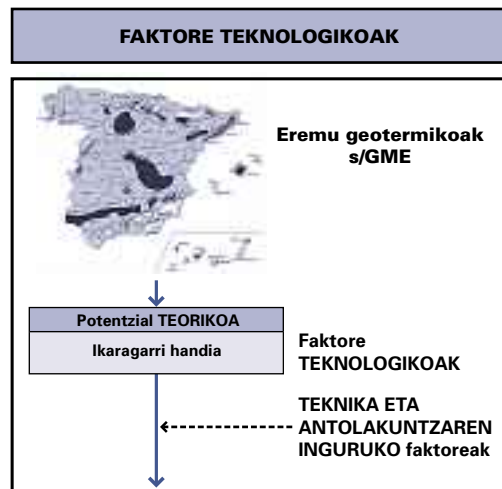 FAKTORE TEKNOLOGIKOAK
Eremu geotermikoak
s/GME
Potentzial TEORIKOA
Ikaragarri handia
Faktore
TEKNOLOGIKOAK
TEKNIKA ETA
ANTOLAKUNTZAREN
INGURUKO faktoreak